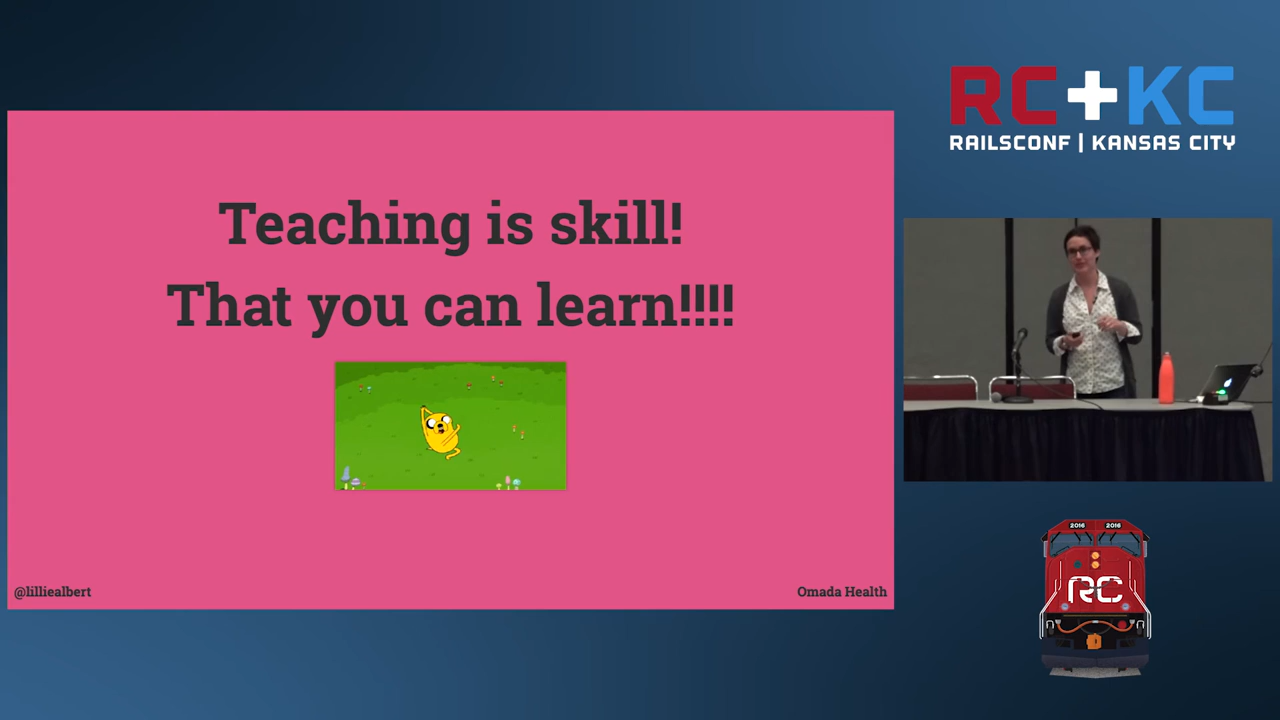 RC+KC
RAILSCONF | KANSAS CITY
Teaching is skill!
That you can learn!!!!
@lilliealbert
Omada Health
2016 2016
RC